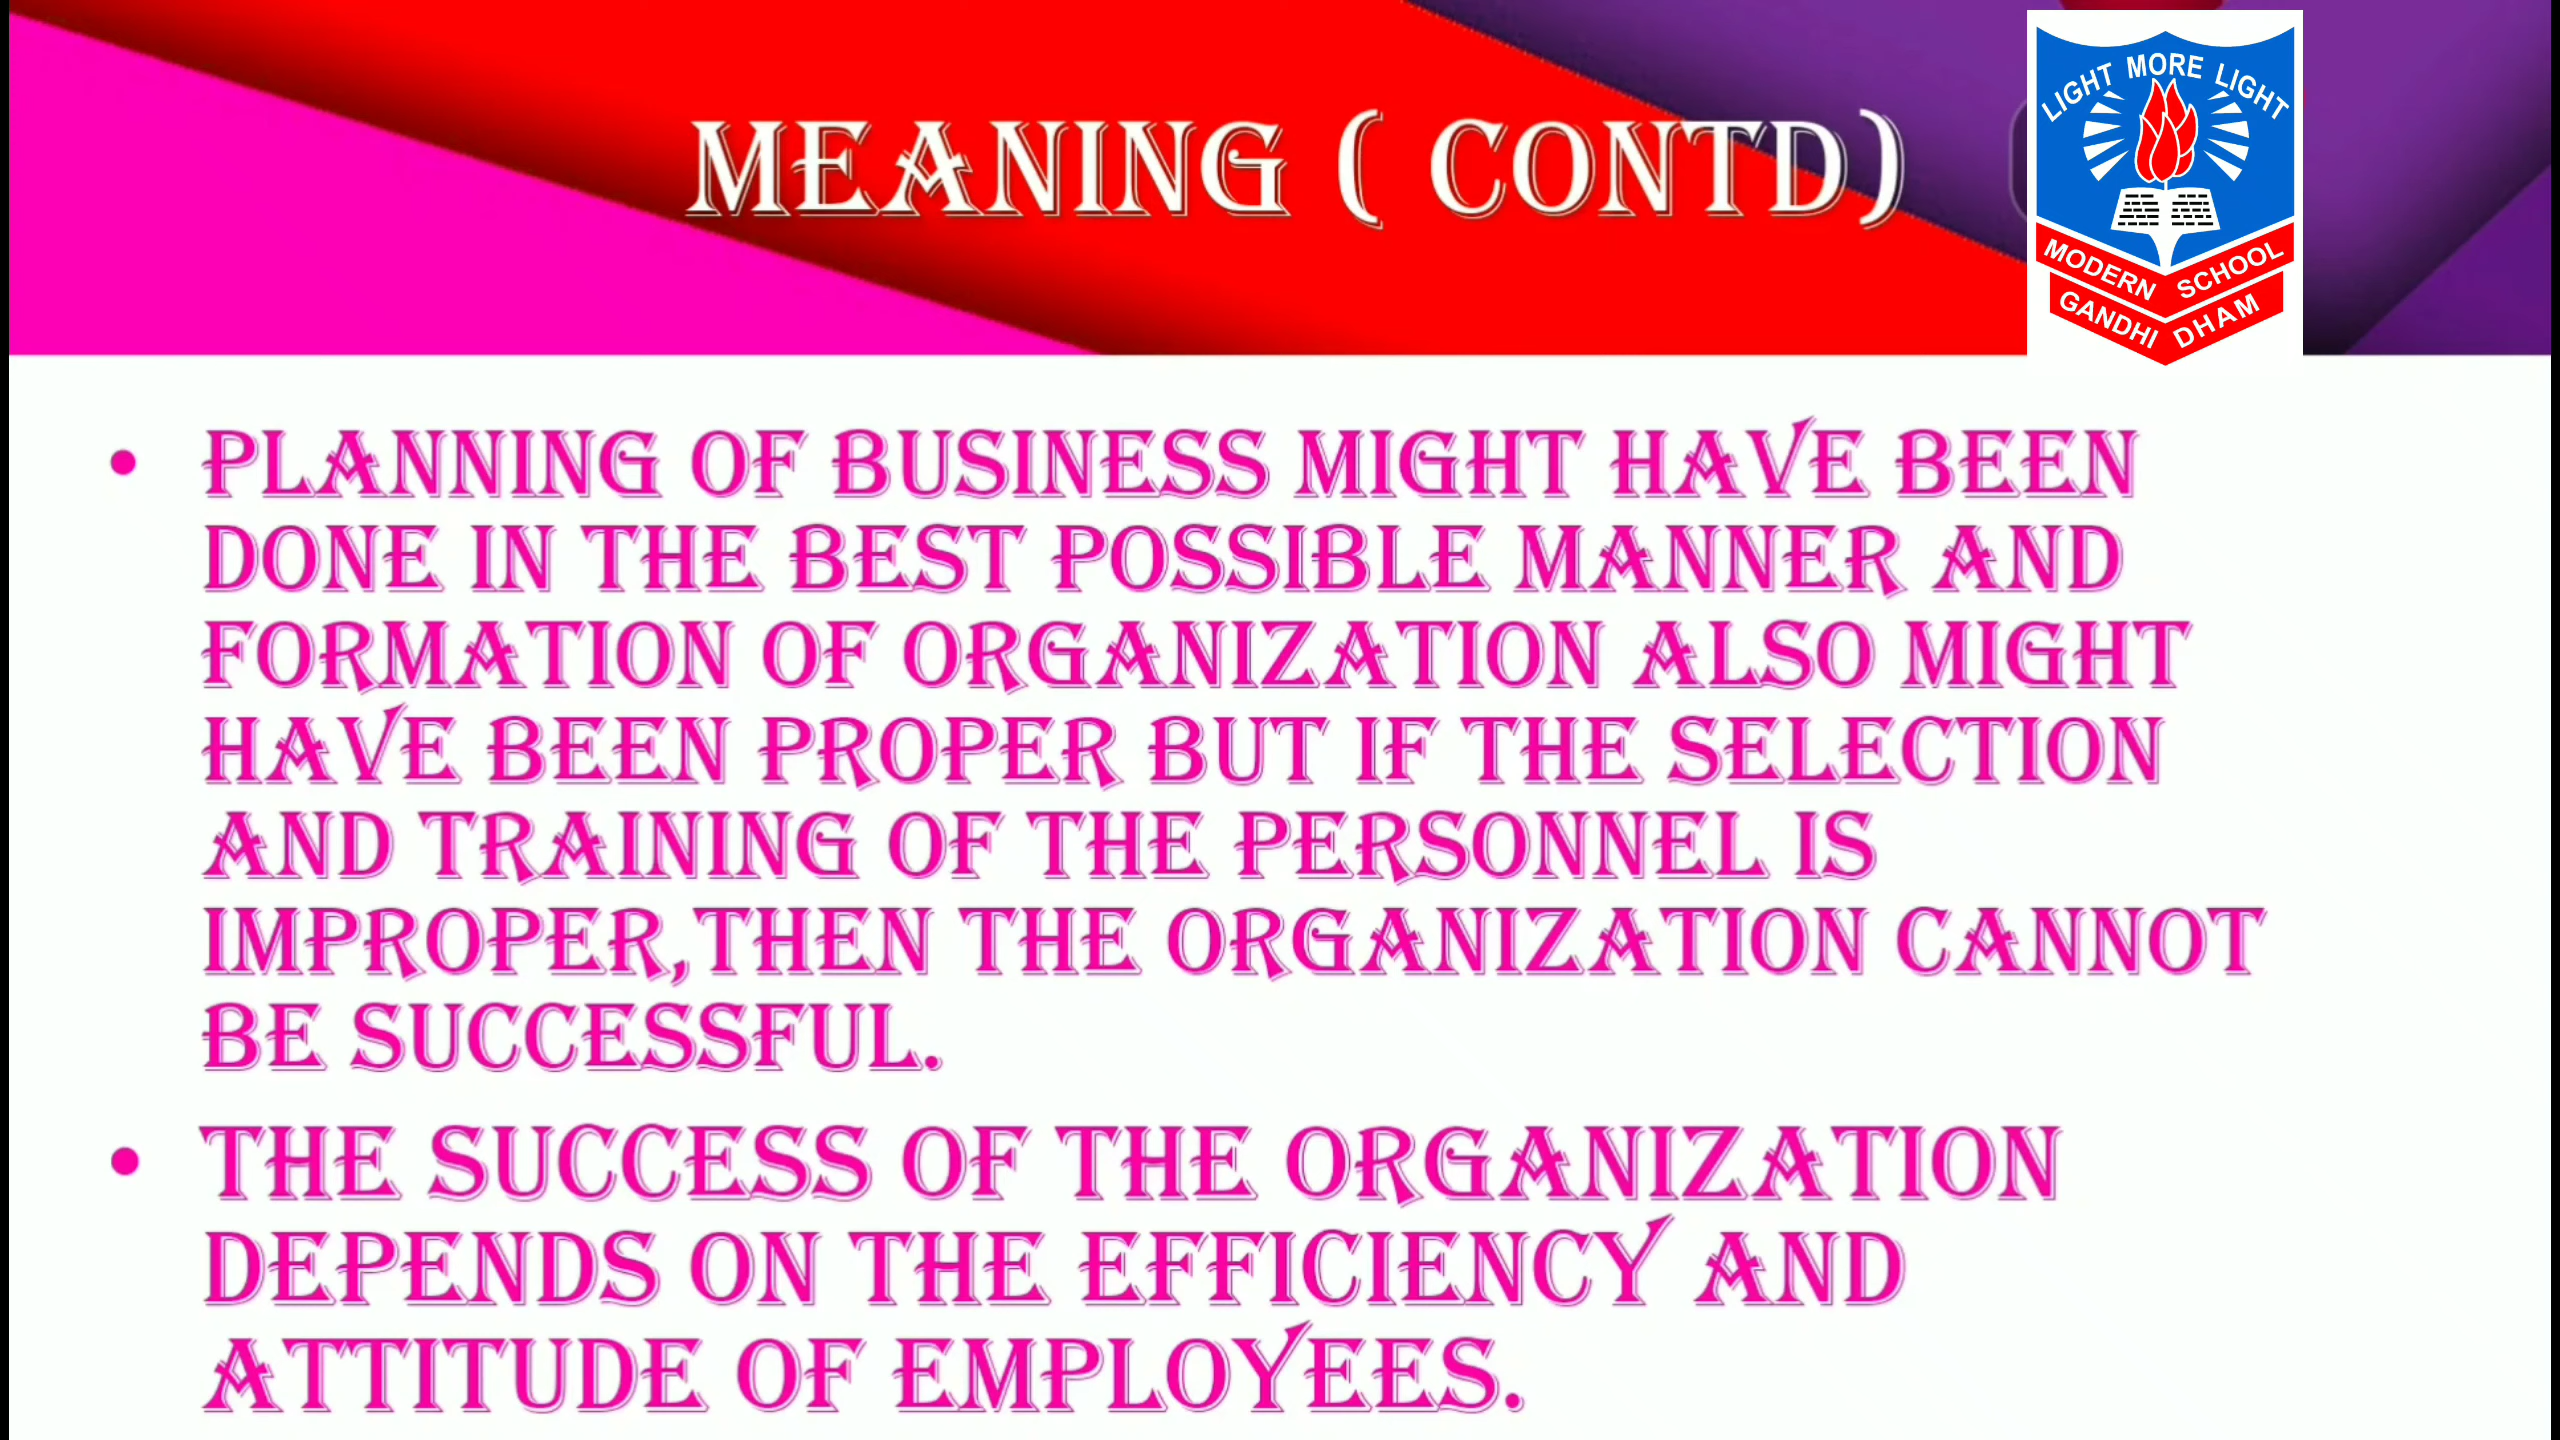 MEANING ( CONTD)
LIGHT MORE LIGHT
MODERN SCHOOL
GANDHI DHAM
• PLANNING OF BUSINESS MIGHT HAVE BEEN
DONE IN THE BEST POSSIBLE MANNER AND
FORMATION OF ORGANIZATION ALSO MIGHT
HAVE BEEN PROPER BUT IF THE SELECTION
AND TRAINING OF THE PERSONNEL IS
IMPROPER,THEN THE ORGANIZATION CANNOT
BE SUCCESSFUL.
• THE SUCCESS OF THE ORGANIZATION
DEPENDS ON THE EFFICIENCY AND
ATTITUDE OF EMPLOYEES.